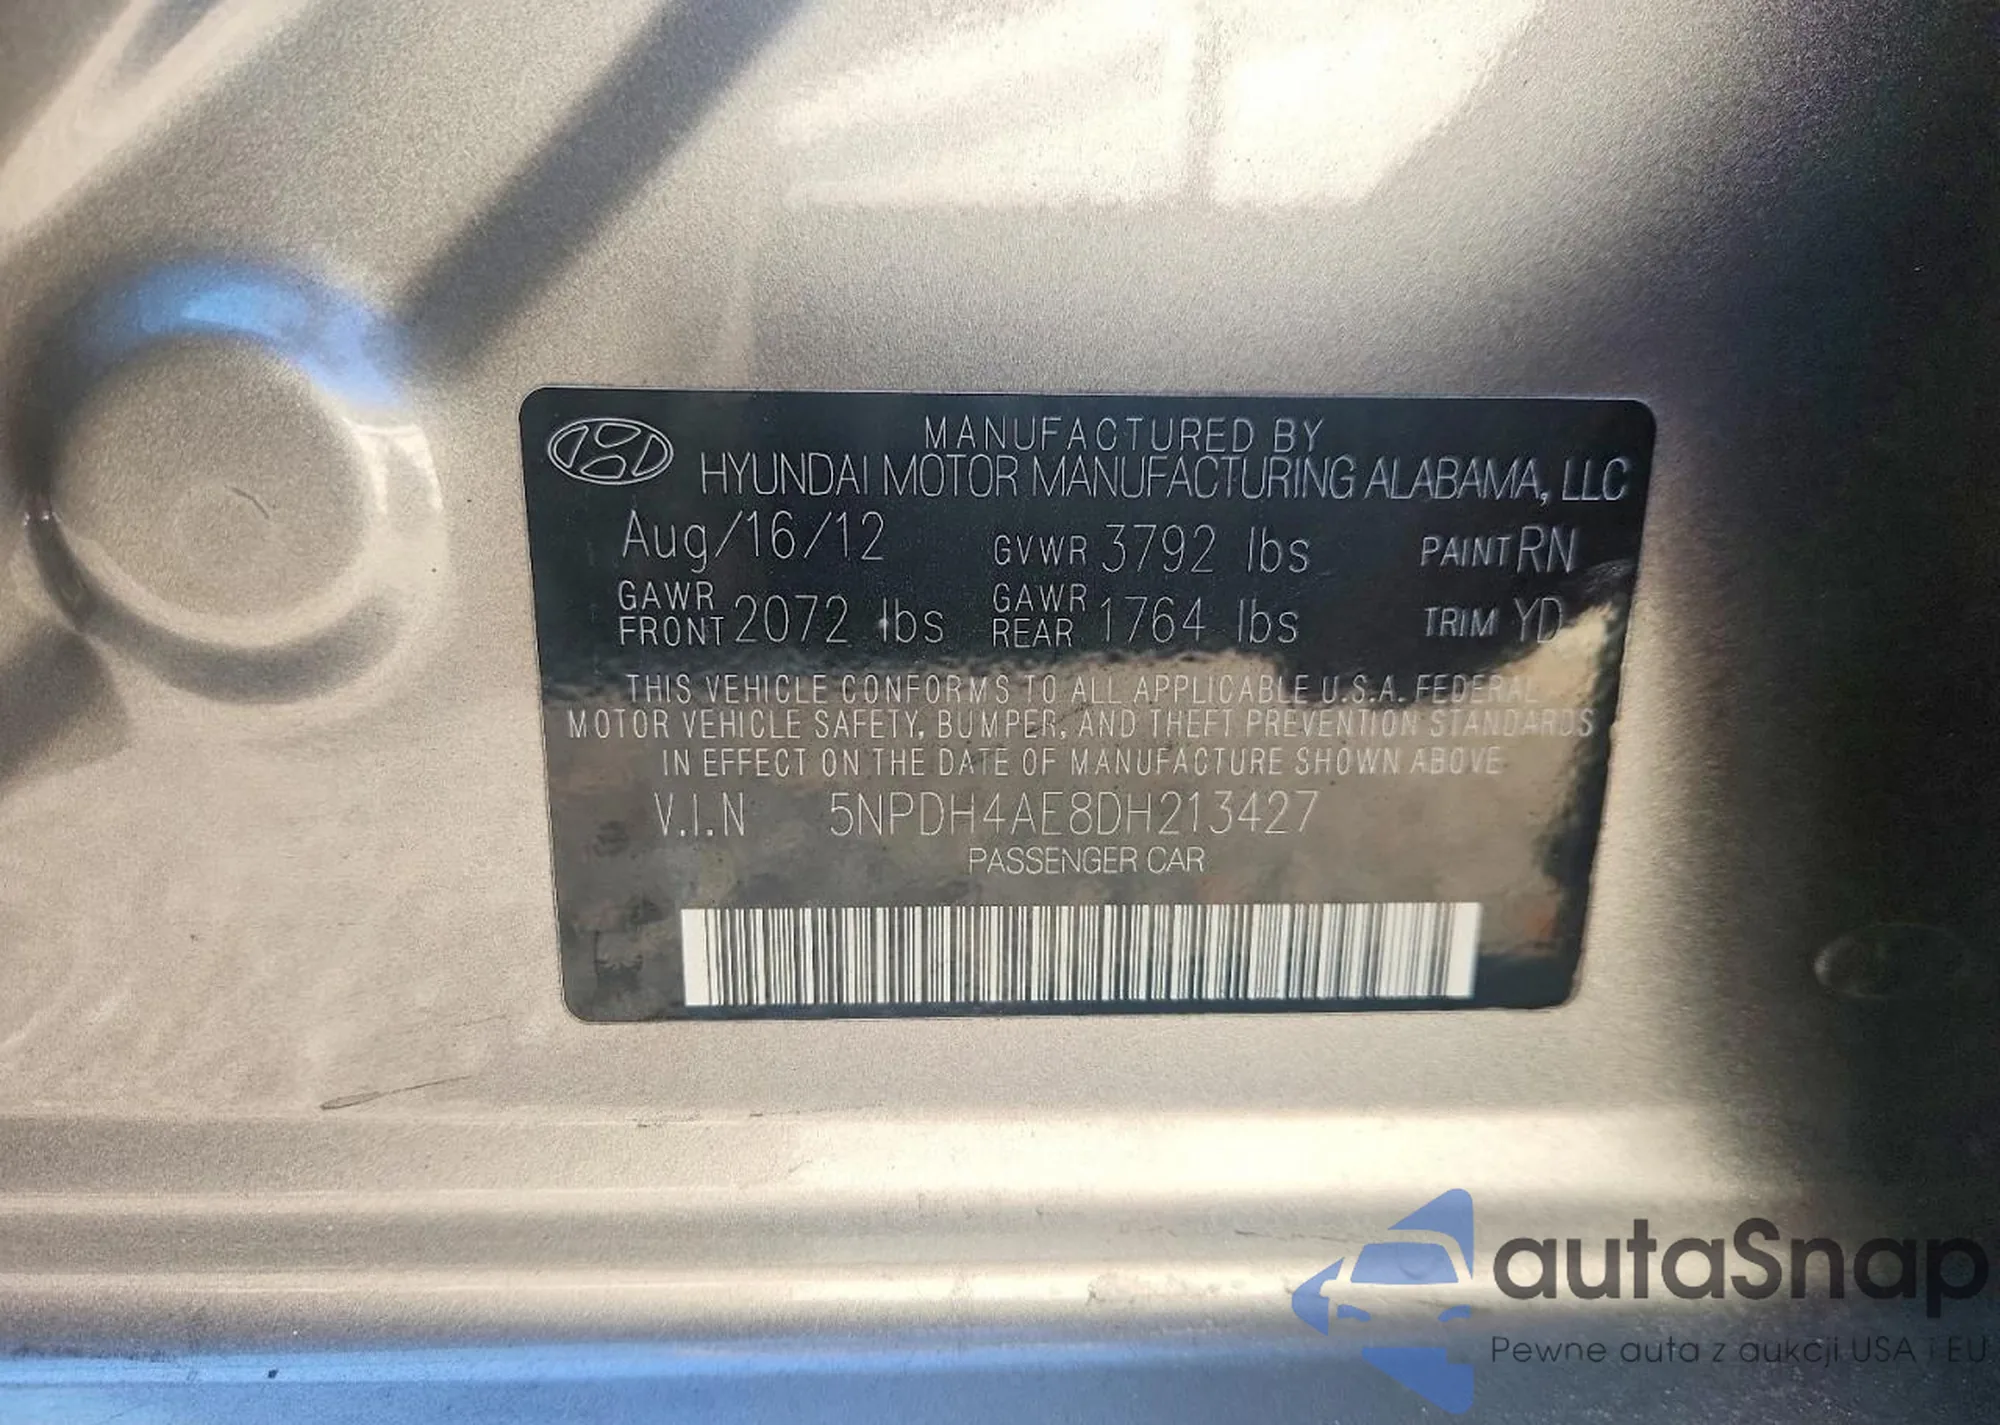 MANUFACTURED BY
HYUNDAI MOTOR MANUFACTURING ALABAMA, LLC
Aug/16/12 GVWR 3792 lbs PAINT RN
GAWR FRONT 2072 lbs GAWR REAR 1764 lbs TRIM YD
THIS VEHICLE CONFORMS TO ALL APPLICABLE U.S.A. FEDERAL
MOTOR VEHICLE SAFETY, BUMPER, AND THEFT PREVENTION STANDARDS
IN EFFECT ON THE DATE OF MANUFACTURE SHOWN ABOVE
V.I.N 5NPDH4AE8DH213427
PASSENGER CAR
autaSnap
Pewne auta z aukcji USA i EU